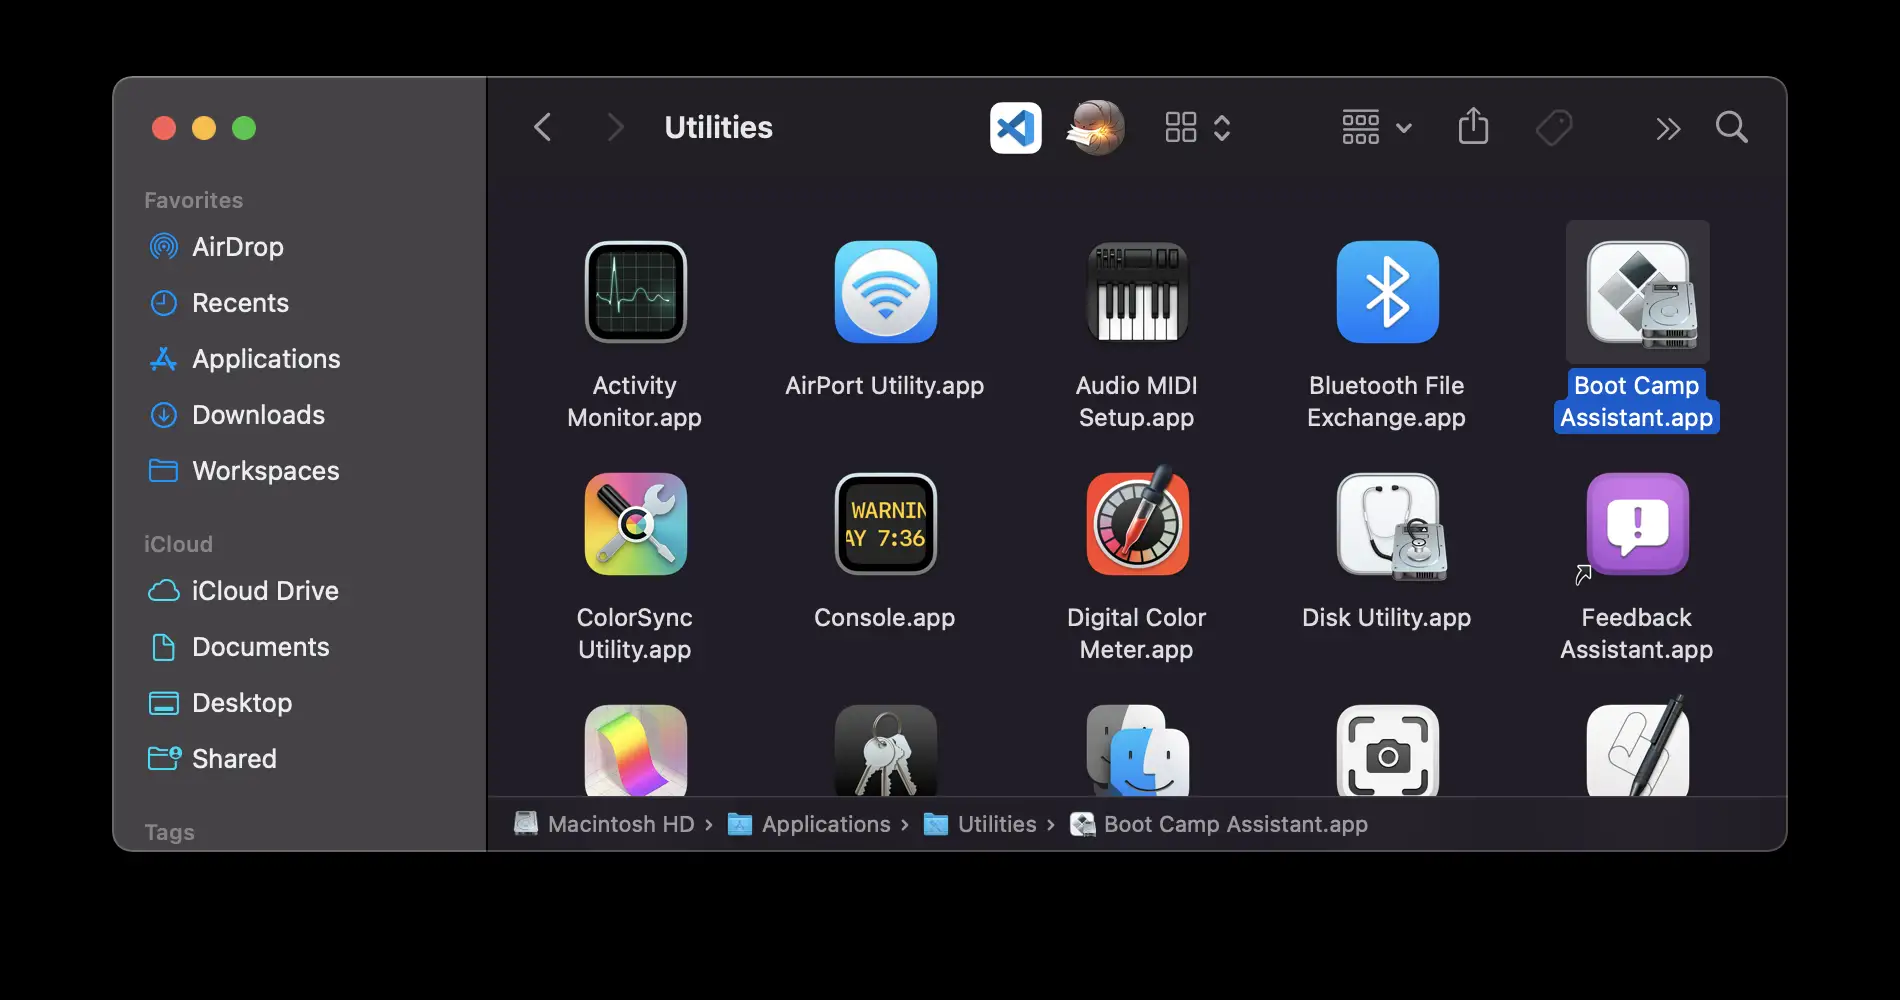 Utilities
Favorites
AirDrop
Recents
Applications
Downloads
Workspaces
iCloud
iCloud Drive
Documents
Desktop
Shared
Tags
Activity
Monitor.app
AirPort Utility.app
Audio MIDI
Setup.app
Bluetooth File
Exchange.app
Boot Camp
Assistant.app
WARNIN
AY 7:36
ColorSync
Utility.app
Console.app
Digital Color
Meter.app
Disk Utility.app
Feedback
Assistant.app
Macintosh HD › Applications › Utilities › Boot Camp Assistant.app